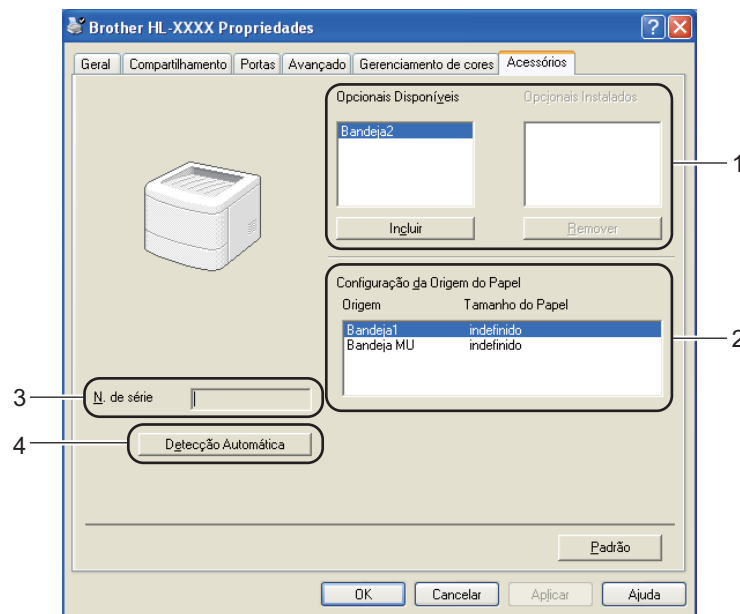 Brother HL-XXXX Propriedades
Geral Compartilhamento Portas Avançado Gerenciamento de cores Acessórios
Opcionais Disponíveis Opcionais Instalados
Bandeja2
1
Incluir Remover
Configuração da Origem do Papel
Origem Tamanho do Papel
Bandeja1 indefinido
Bandeja MU indefinido
2
3
N. de série
4
Detecção Automática
Padrão
OK Cancelar Aplicar Ajuda